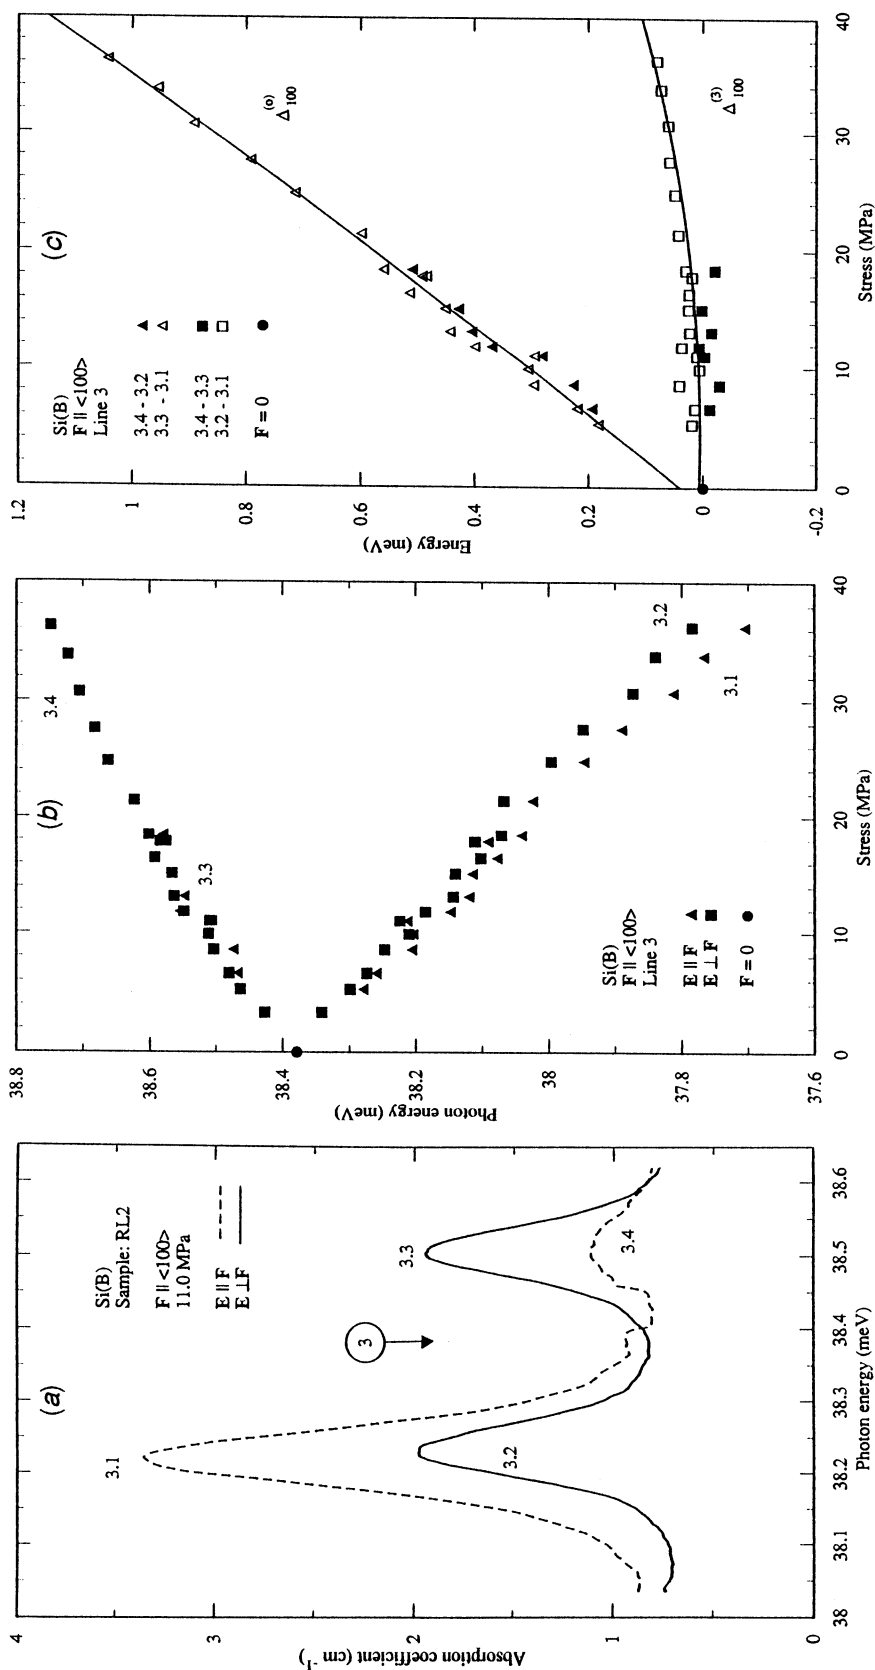 (a)
Si(B)
Sample: RL2
F || <100>
11.0 MPa
E || F
E ⊥ F
3
3.1
3.2
3.3
3.4
4
3
2
1
0
Absorption coefficient (cm⁻¹)
38 38.1 38.2 38.3 38.4 38.5 38.6
Photon energy (meV)
(b)
3.4
3.3
3.2
3.1
Si(B)
F || <100>
Line 3
E || F ▲
E ⊥ F ■
F = 0 ●
38.8
38.6
38.4
38.2
38
37.8
37.6
Photon energy (meV)
0 10 20 30 40
Stress (MPa)
(c)
Si(B)
F || <100>
Line 3
3.4 - 3.2 ▲
3.3 - 3.1 △
3.4 - 3.3 ■
3.2 - 3.1 □
F = 0 ●
Δ₁₀₀⁽⁰⁾
Δ₁₀₀⁽³⁾
1.2
1
0.8
0.6
0.4
0.2
0
-0.2
Energy (meV)
0 10 20 30 40
Stress (MPa)